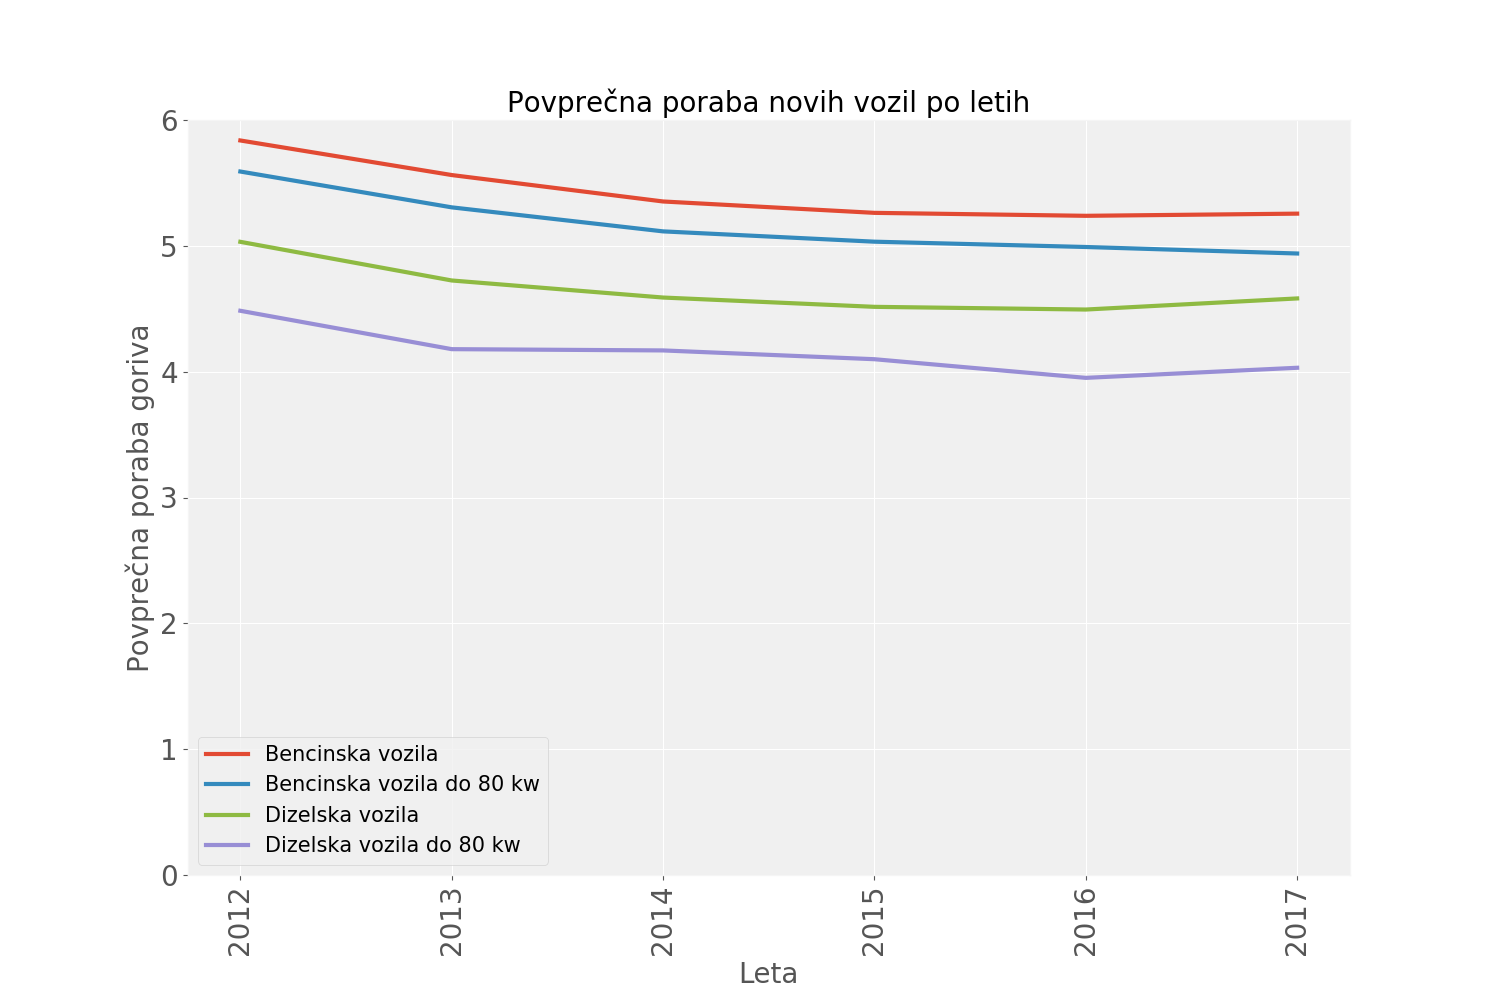 Povprečna poraba novih vozil po letih
Povprečna poraba goriva
6
5
4
3
2
1
0
Bencinska vozila
Bencinska vozila do 80 kw
Dizelska vozila
Dizelska vozila do 80 kw
2012
2013
2014
2015
2016
2017
Leta